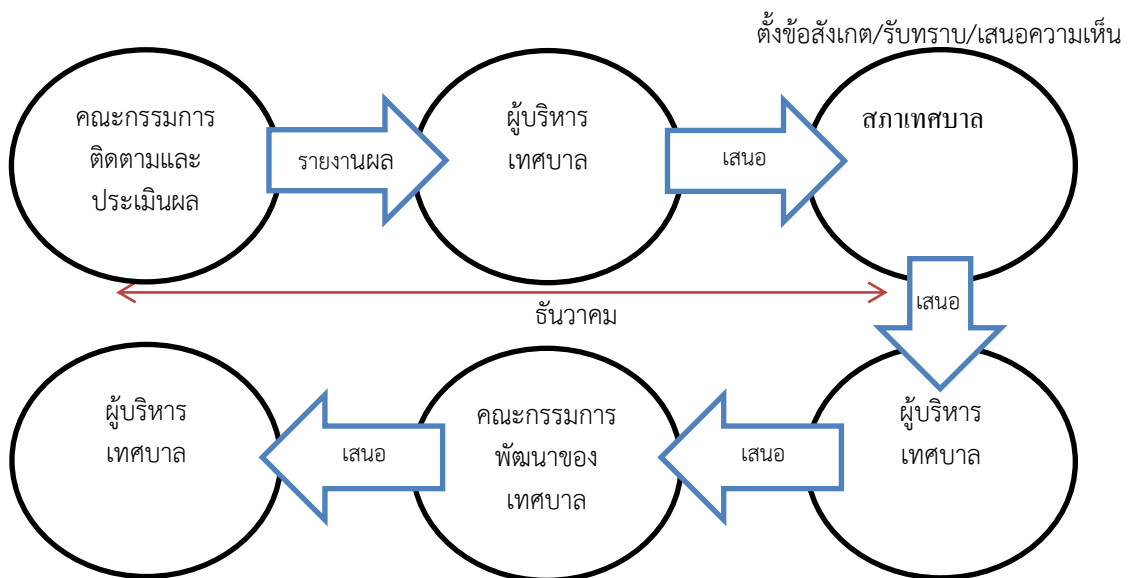 ตั้งข้อสังเกต/รับทราบ/เสนอความเห็น
คณะกรรมการ
ติดตามและ
ประเมินผล
รายงานผล
ผู้บริหาร
เทศบาล
เสนอ
สภาเทศบาล
ธันวาคม
เสนอ
ผู้บริหาร
เทศบาล
เสนอ
คณะกรรมการ
พัฒนาของ
เทศบาล
เสนอ
ผู้บริหาร
เทศบาล